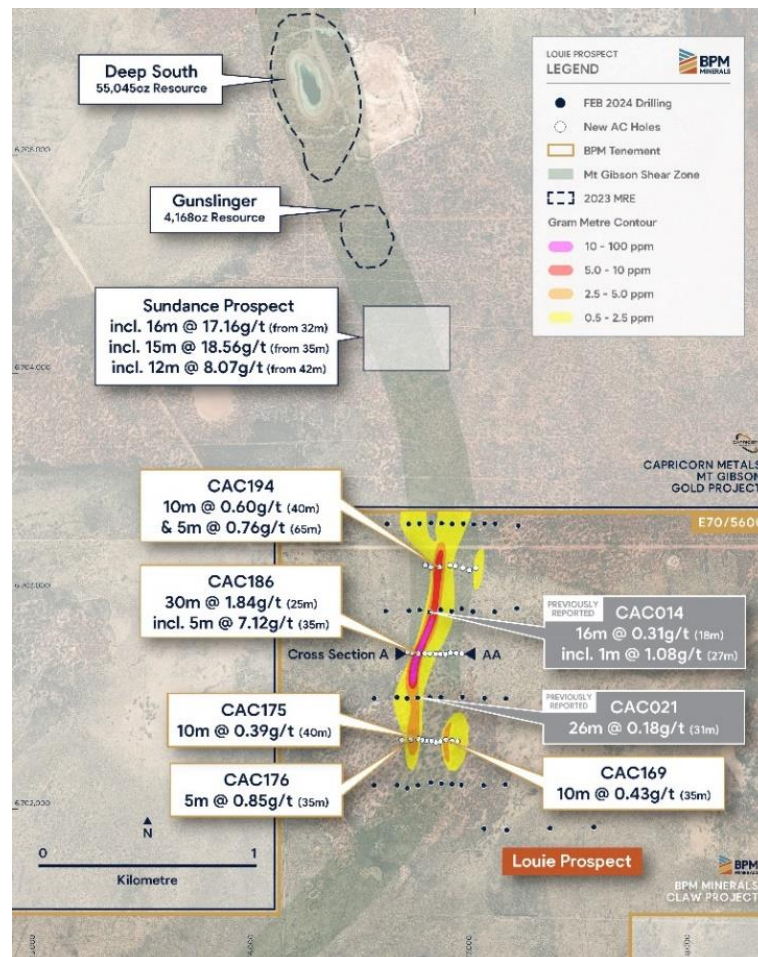 Deep South
55,045oz Resource
Gunslinger
4,168oz Resource
Sundance Prospect
incl. 16m @ 17.16g/t (from 32m)
incl. 15m @ 18.56g/t (from 35m)
incl. 12m @ 8.07g/t (from 42m)
LOUIE PROSPECT
LEGEND
BPM
MINERALS
FEB 2024 Drilling
New AC Holes
BPM Tenement
Mt Gibson Shear Zone
2023 MRE
Gram Metre Contour
10 - 100 ppm
5.0 - 10 ppm
2.5 - 5.0 ppm
0.5 - 2.5 ppm
CAPRICORN METALS
MT GIBSON
GOLD PROJECT
E70/5600
CAC194
10m @ 0.60g/t (40m)
& 5m @ 0.76g/t (65m)
CAC186
30m @ 1.84g/t (25m)
incl. 5m @ 7.12g/t (35m)
PREVIOUSLY
REPORTED
CAC014
16m @ 0.31g/t (18m)
incl. 1m @ 1.08g/t (27m)
Cross Section A
AA
CAC175
10m @ 0.39g/t (40m)
PREVIOUSLY
REPORTED
CAC021
26m @ 0.18g/t (31m)
CAC176
5m @ 0.85g/t (35m)
CAC169
10m @ 0.43g/t (35m)
6,702,000
N
0
1
Kilometre
Louie Prospect
BPM
MINERALS
BPM MINERALS
CLAW PROJECT